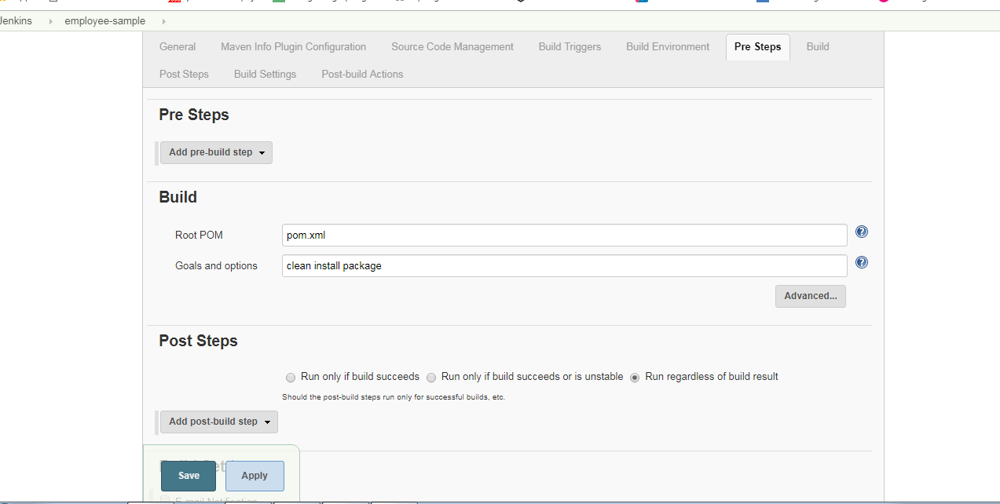 Jenkins employee-sample
General Maven Info Plugin Configuration Source Code Management Build Triggers Build Environment Pre Steps Build
Post Steps Build Settings Post-build Actions
Pre Steps
Add pre-build step
Build
Root POM pom.xml
Goals and options clean install package
Advanced...
Post Steps
Run only if build succeeds Run only if build succeeds or is unstable Run regardless of build result
Should the post-build steps run only for successful builds, etc.
Add post-build step
Save Apply
E-mail Notification